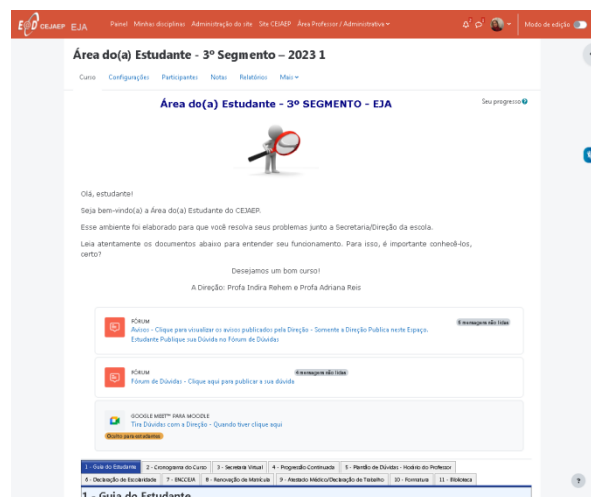 CEJAEP EJA Painel Minhas disciplinas Administração do site Site CEJAEP Área Professor / Administrativa Modo de edição
Área do(a) Estudante - 3º Segmento – 2023 1
Curso Configurações Participantes Notas Relatórios Mais
Área do(a) Estudante - 3º SEGMENTO - EJA
Seu progresso
Olá, estudante!
Seja bem-vindo(a) a Área do(a) Estudante do CEJAEP.
Esse ambiente foi elaborado para que você resolva seus problemas junto a Secretaria/Direção da escola.
Leia atentamente os documentos abaixo para entender seu funcionamento. Para isso, é importante conhecê-los,
certo?
Desejamos um bom curso!
A Direção: Profa Indira Rehem e Profa Adriana Reis
FÓRUM
Avisos - Clique para visualizar os avisos publicados pela Direção - Somente a Direção Publica neste Espaço.
Estudante Publique sua Dúvida no Fórum de Dúvidas
mensagens não lidas
FÓRUM
4 mensagens não lidas
Fórum de Dúvidas - Clique aqui para publicar a sua dúvida
GOOGLE MEET™ PARA MOODLE
Tira Dúvidas com a Direção - Quando tiver clique aqui
Oculto para estudantes
1 - Guia do Estudante 2 - Cronograma do Curso 3 - Secretaria Virtual 4 - Progressão Continuada 5 - Plantão de Dúvidas - Horário do Professor
6 - Declaração de Escolaridade 7 - ENCCEJA 8 - Renovação de Matrícula 9 - Atestado Médico/Declaração de Trabalho 10 - Formatura 11 - Biblioteca
1 - Guia do Estudante
?